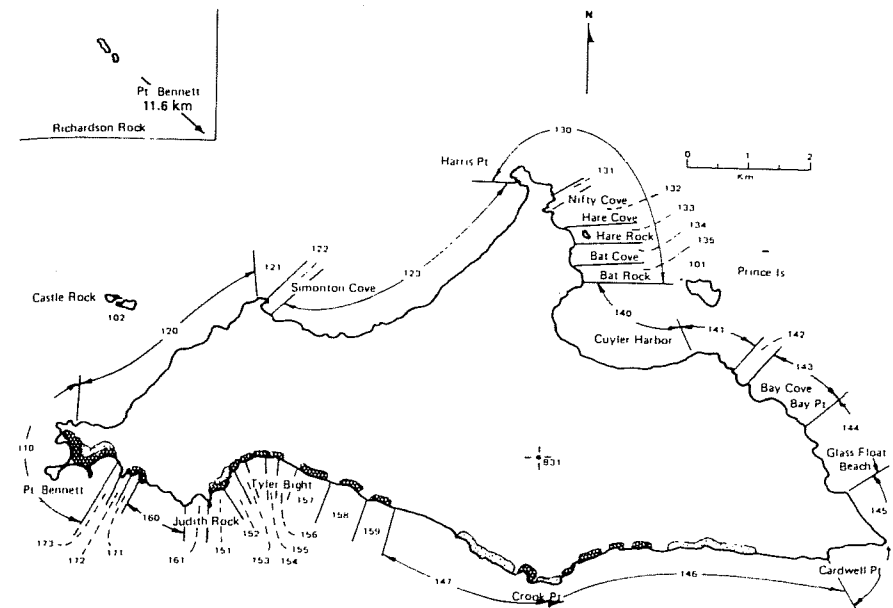 N
Pt Bennett
11.6 km
Richardson Rock
130
Harris Pt
0 1 2
Km
131
Nifty Cove
132
Hare Cove
133
Hare Rock
134
Bat Cove
135
Bat Rock
101
Prince Is
122
121
123
Simonton Cove
Castle Rock
102
120
140
141
142
Cuyler Harbor
143
Bay Cove
Bay Pt
144
110
Glass Float
Beach
145
831
Pt Bennett
Tyler Bight
157
160
Judith Rock
158
156
159
173
172
171
161
151
152
153
154
155
147
146
Crook Pt
Cardwell Pt